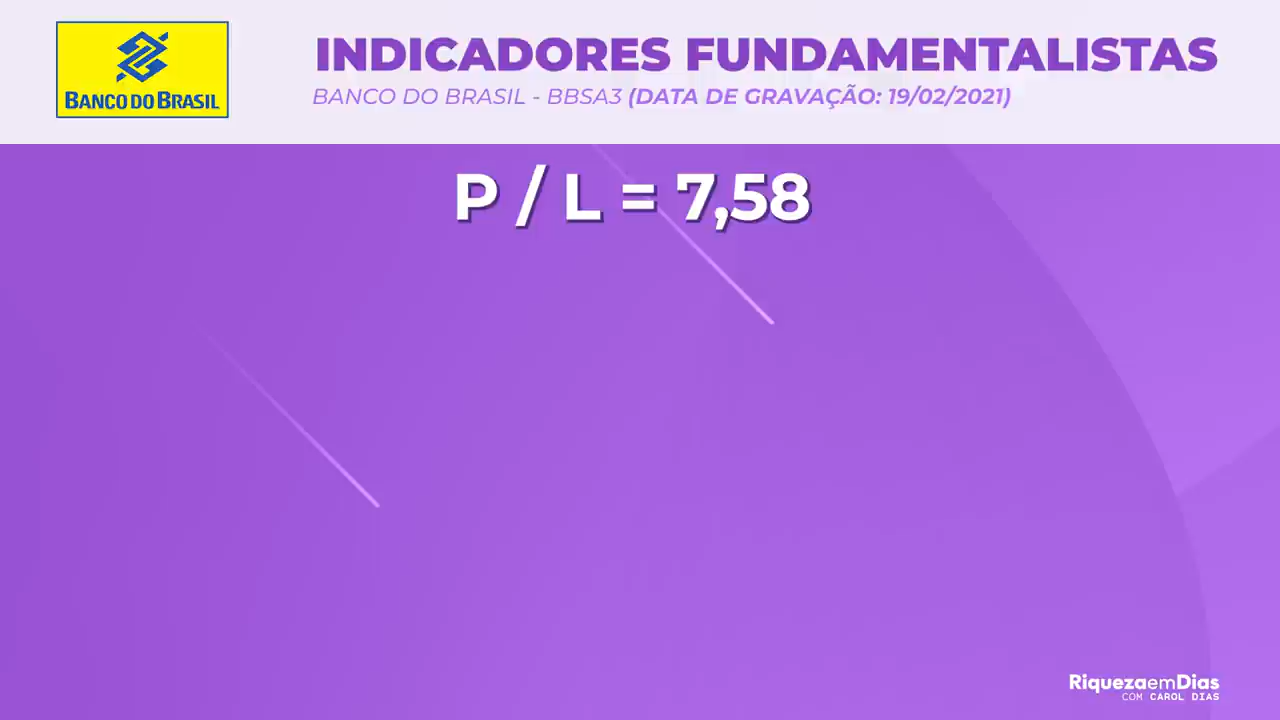 BANCO DO BRASIL
INDICADORES FUNDAMENTALISTAS
BANCO DO BRASIL - BBSA3 (DATA DE GRAVAÇÃO: 19/02/2021)
P / L = 7,58
RiquezaemDias
COM CAROL DIAS